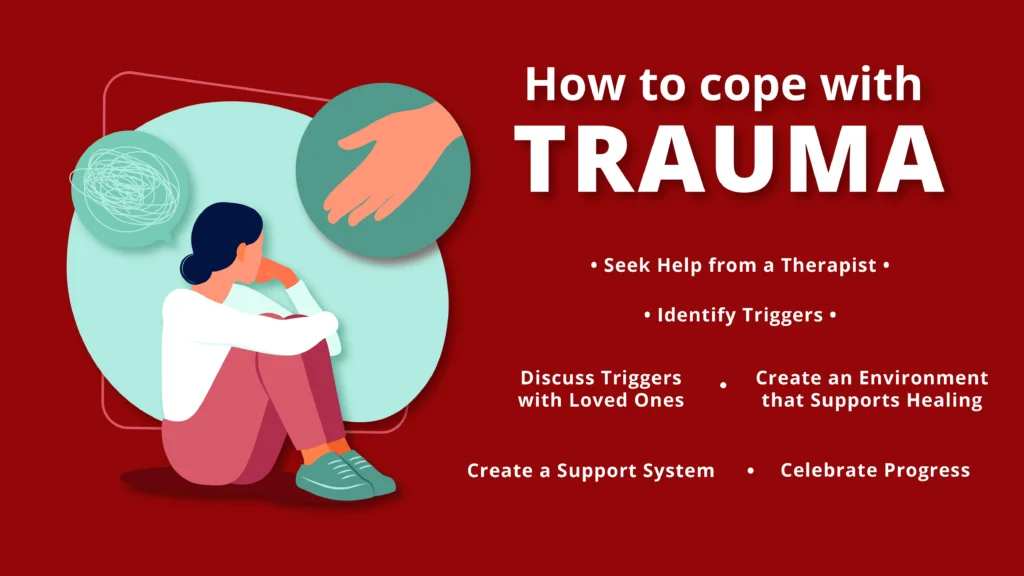 How to cope with
TRAUMA
• Seek Help from a Therapist •
• Identify Triggers •
Discuss Triggers
with Loved Ones
•
Create an Environment
that Supports Healing
Create a Support System • Celebrate Progress